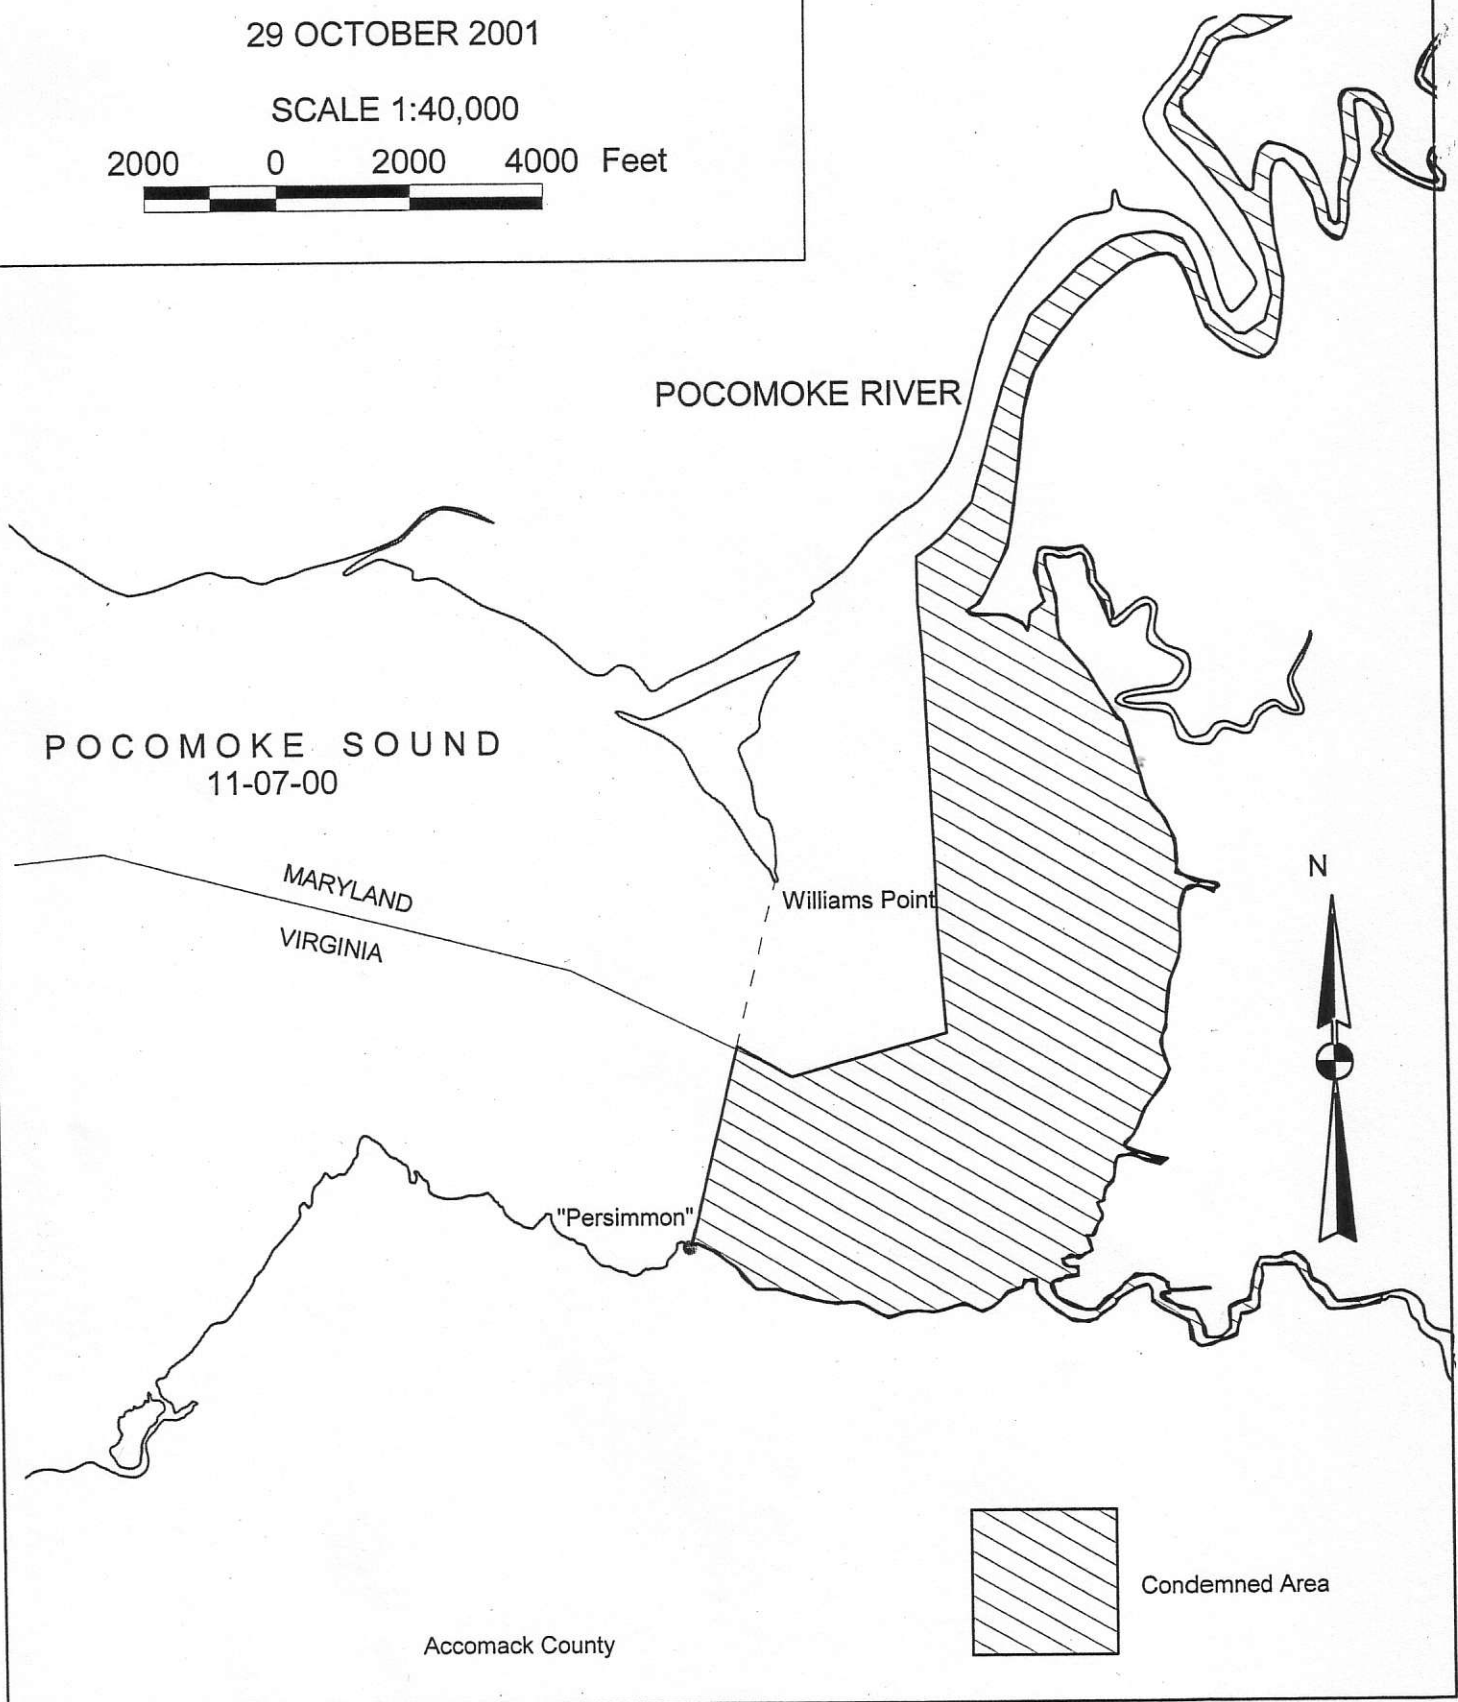 29 OCTOBER 2001
SCALE 1:40,000
2000 0 2000 4000 Feet
POCOMOKE RIVER
POCOMOKE SOUND
11-07-00
MARYLAND
VIRGINIA
Williams Point
N
"Persimmon"
Condemned Area
Accomack County